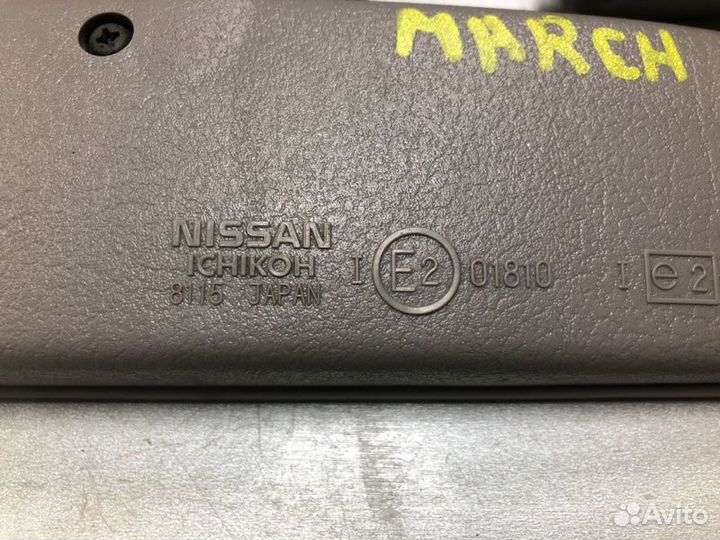 MARCH
NISSAN
ICHIKOH
8115 JAPAN
I E2 01810
I e2
Avito